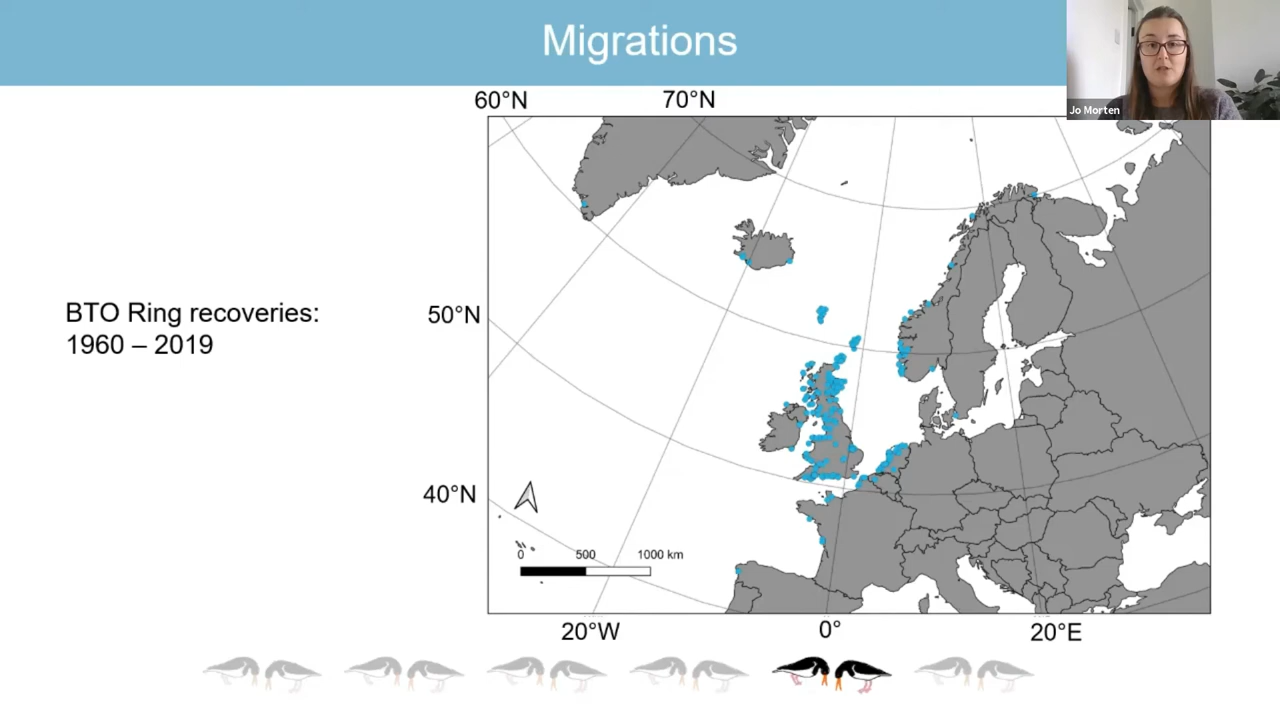 Migrations
Jo Morten
60°N
70°N
BTO Ring recoveries:
1960 – 2019
50°N
40°N
0
500
1000 km
20°W
0°
20°E